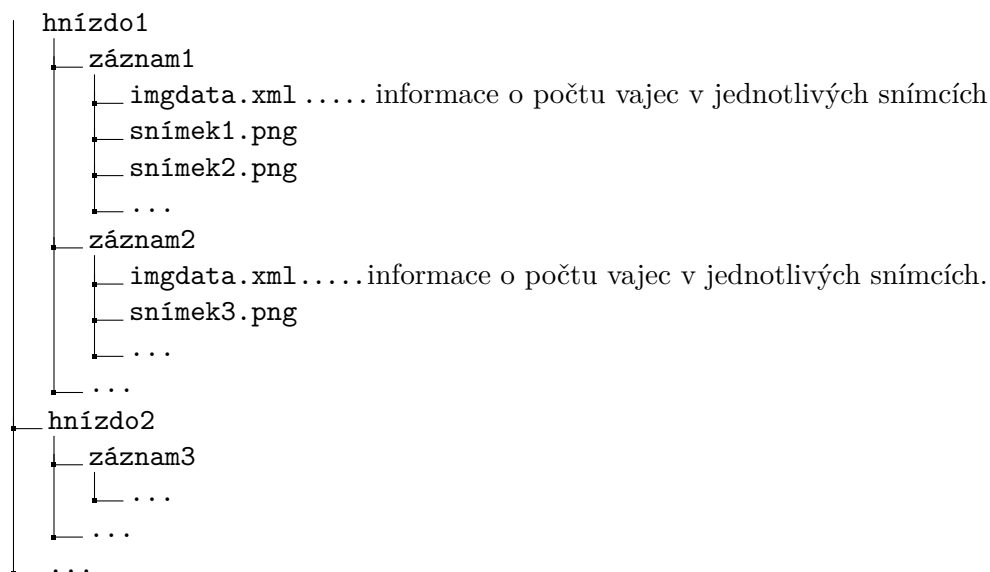 hnízdo1
záznam1
imgdata.xml ..... informace o počtu vajec v jednotlivých snímcích
snímek1.png
snímek2.png
...
záznam2
imgdata.xml.....informace o počtu vajec v jednotlivých snímcích.
snímek3.png
...
...
hnízdo2
záznam3
...
...
...